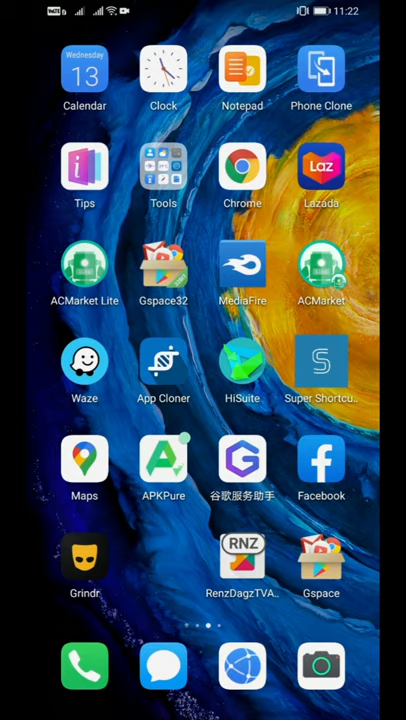 11:22
Wednesday
13
Calendar
Clock
Notepad
Phone Clone
Laz
Tips
Tools
Chrome
Lazada
ACMarket Lite
Gspace32
MediaFire
ACMarket
Waze
App Cloner
HiSuite
Super Shortcu..
Maps
APKPure
谷歌服务助手
Facebook
RNZ
Grindr
RenzDagzTVA..
Gspace